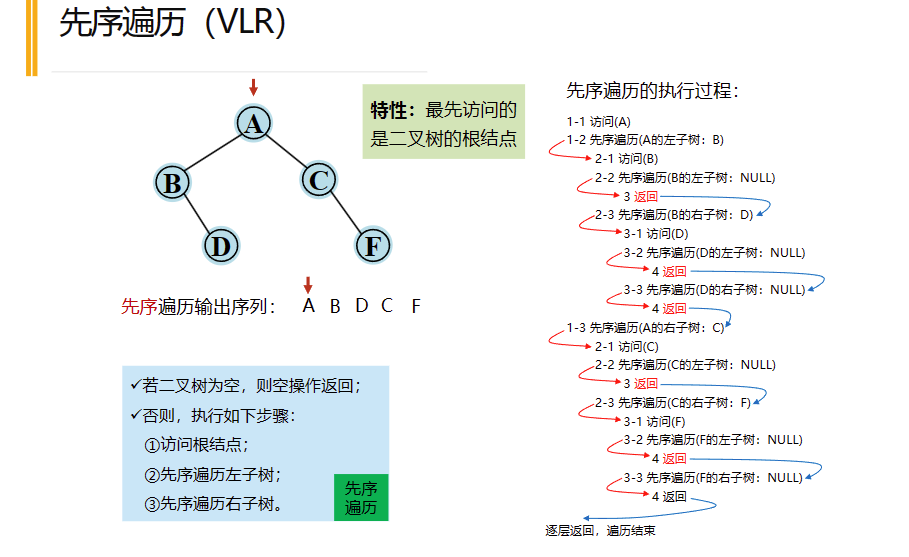 先序遍历（VLR）
A
B
C
D
F
特性：最先访问的
是二叉树的根结点
先序遍历输出序列： A B D C F
✓若二叉树为空，则空操作返回；
✓否则，执行如下步骤：
①访问根结点；
②先序遍历左子树；
③先序遍历右子树。
先序
遍历
先序遍历的执行过程：
1-1 访问(A)
1-2 先序遍历(A的左子树：B)
2-1 访问(B)
2-2 先序遍历(B的左子树：NULL)
3 返回
2-3 先序遍历(B的右子树：D)
3-1 访问(D)
3-2 先序遍历(D的左子树：NULL)
4 返回
3-3 先序遍历(D的右子树：NULL)
4 返回
1-3 先序遍历(A的右子树：C)
2-1 访问(C)
2-2 先序遍历(C的左子树：NULL)
3 返回
2-3 先序遍历(C的右子树：F)
3-1 访问(F)
3-2 先序遍历(F的左子树：NULL)
4 返回
3-3 先序遍历(F的右子树：NULL)
4 返回
逐层返回，遍历结束